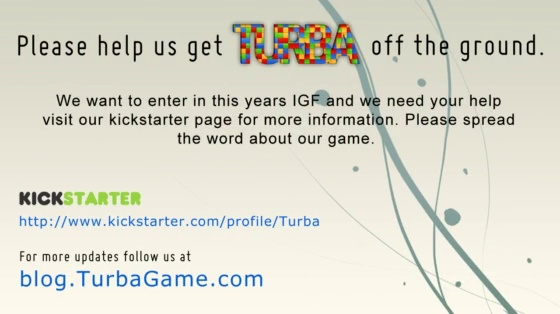 Please help us get TURBA off the ground.
We want to enter in this years IGF and we need your help
visit our kickstarter page for more information. Please spread
the word about our game.
KICKSTARTER
http://www.kickstarter.com/profile/Turba
For more updates follow us at
blog.TurbaGame.com